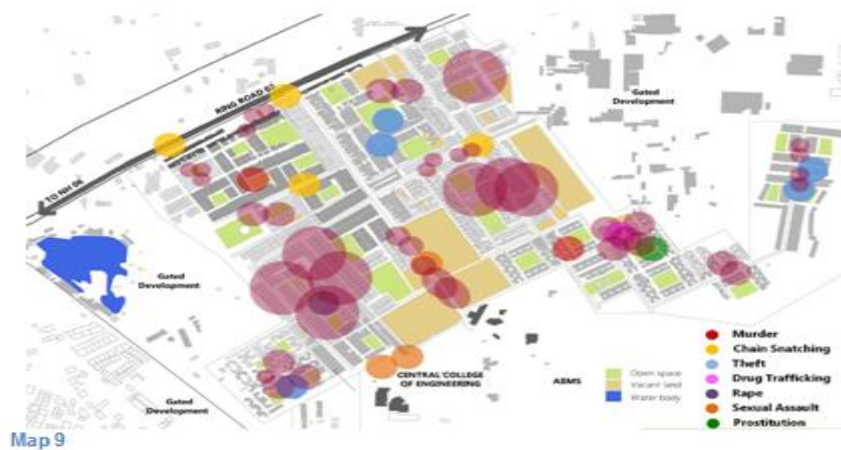 RING ROAD 02
TO NH 06
Gated
Development
Gated
Development
Gated
Development
CENTRAL COLLEGE
OF ENGINEERING
ABMS
Open space
Vacant land
Water body
Murder
Chain Snatching
Theft
Drug Trafficking
Rape
Sexual Assault
Prostitution
Map 9